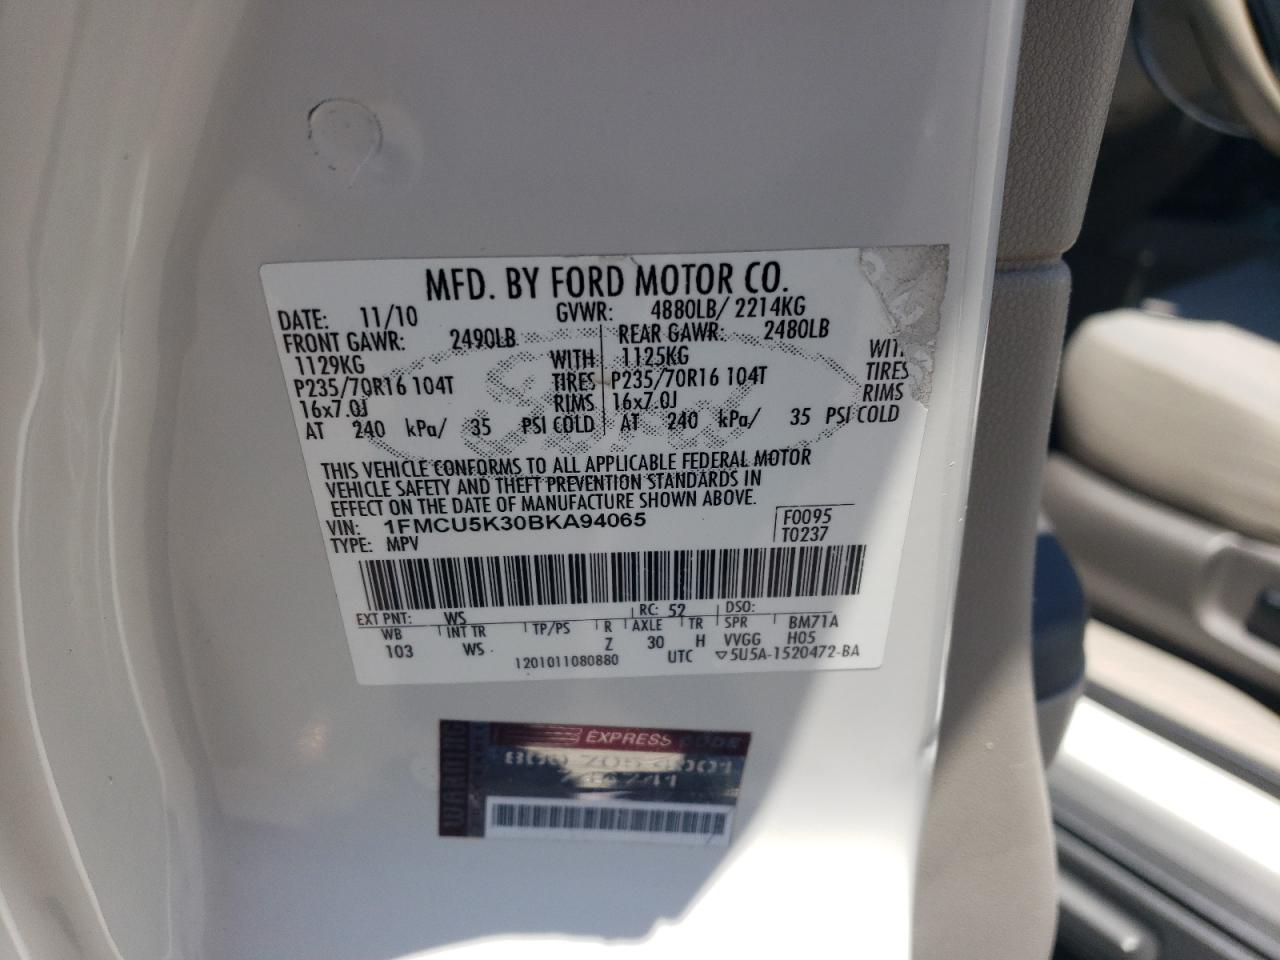 MFD. BY FORD MOTOR CO.
DATE: 11/10 GVWR: 4880LB/ 2214KG
FRONT GAWR: 2490LB REAR GAWR: 2480LB
1129KG WITH 1125KG
P235/70R16 104T TIRES P235/70R16 104T TIRES
16x7.0J RIMS 16x7.0J RIMS
AT 240 kPa/ 35 PSI COLD AT 240 kPa/ 35 PSI COLD
THIS VEHICLE CONFORMS TO ALL APPLICABLE FEDERAL MOTOR
VEHICLE SAFETY AND THEFT PREVENTION STANDARDS IN
EFFECT ON THE DATE OF MANUFACTURE SHOWN ABOVE.
VIN: 1FMCU5K30BKA94065 F0095
TYPE: MPV T0237
EXT PNT: WS RC: 52 DSO:
WB INT TR TP/PS R AXLE TR SPR BM71A
103 WS Z 30 H VVGG H05
1201011080880 UTC ▽5U5A-1520472-BA
WARNING
EXPRESS CODE